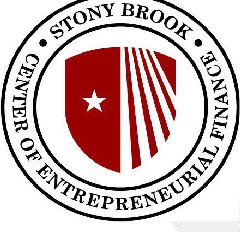 STONY BROOK
CENTER OF ENTREPRENEURIAL FINANCE